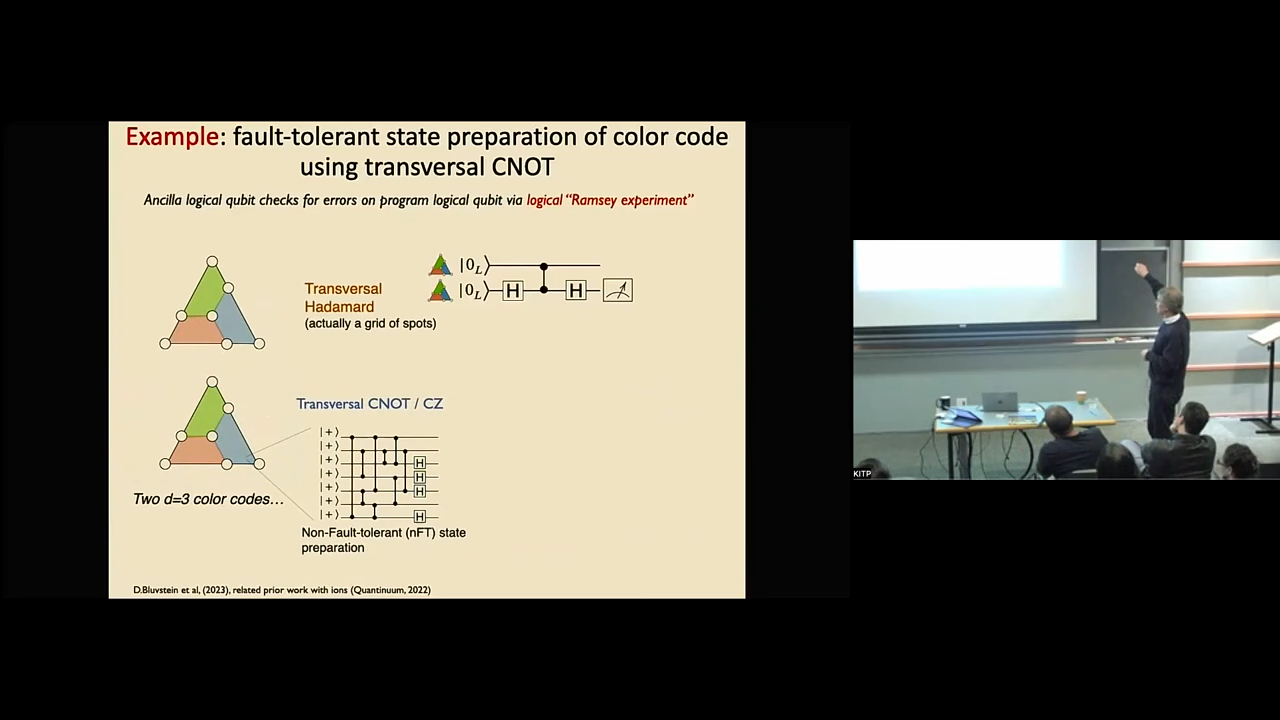 Example: fault-tolerant state preparation of color code
using transversal CNOT
Ancilla logical qubit checks for errors on program logical qubit via logical “Ramsey experiment”
|0_L⟩
|0_L⟩ H H
Transversal
Hadamard
(actually a grid of spots)
Transversal CNOT / CZ
|+⟩
|+⟩
|+⟩ H
|+⟩ H
|+⟩ H
|+⟩
|+⟩ H
Two d=3 color codes…
Non-Fault-tolerant (nFT) state
preparation
D.Bluvstein et al, (2023), related prior work with ions (Quantinuum, 2022)
KITP